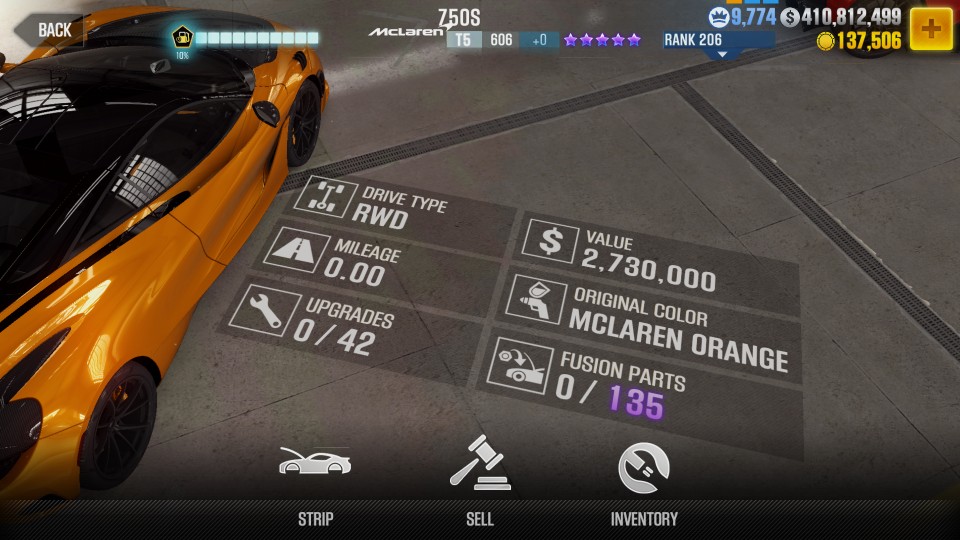 BACK
10%
McLaren
750S
T5 606 +0
RANK 206
9,774
$ 410,812,499
137,506
+
DRIVE TYPE
RWD
MILEAGE
0.00
UPGRADES
0 / 42
$
VALUE
2,730,000
ORIGINAL COLOR
MCLAREN ORANGE
FUSION PARTS
0 / 135
STRIP
SELL
INVENTORY